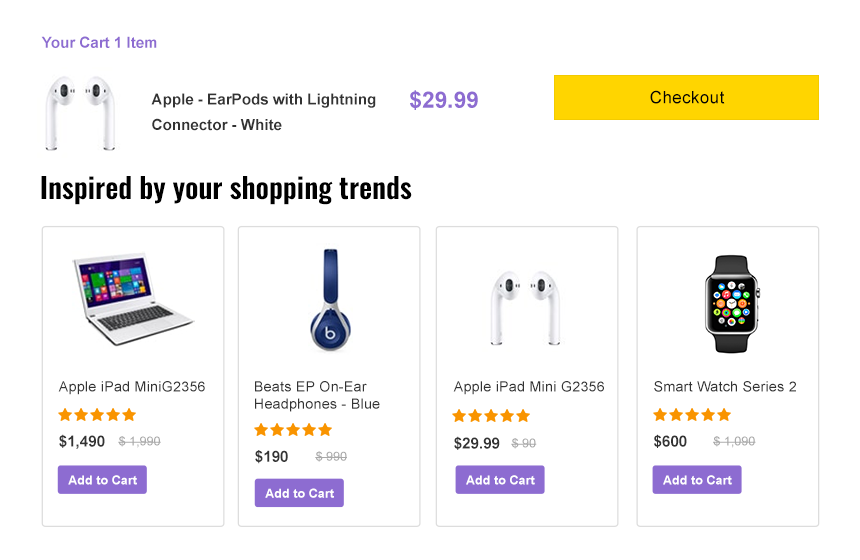 Your Cart 1 Item
Apple - EarPods with Lightning
Connector - White
$29.99
Checkout
Inspired by your shopping trends
Apple iPad MiniG2356
$1,490 $ 1,990
Add to Cart
b
Beats EP On-Ear
Headphones - Blue
$190 $ 990
Add to Cart
Apple iPad Mini G2356
$29.99 $ 90
Add to Cart
Smart Watch Series 2
$600 $ 1,090
Add to Cart